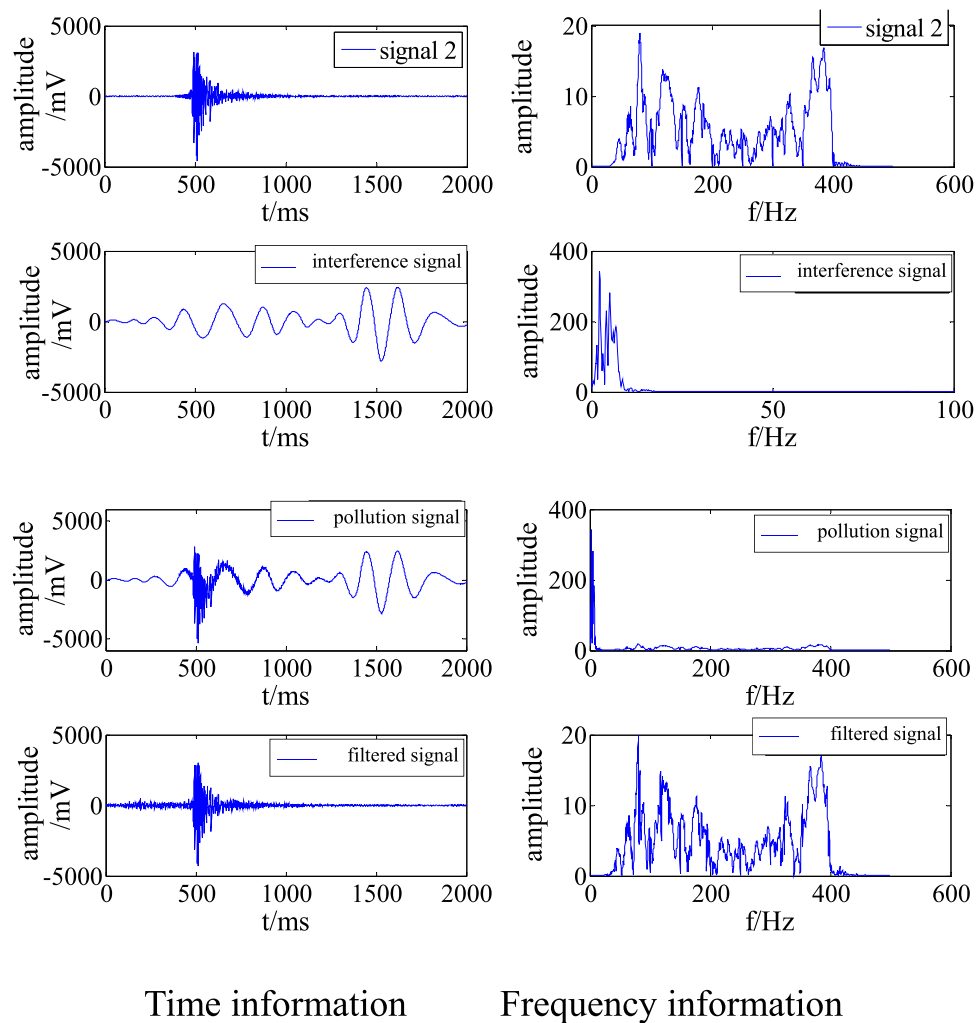 5000
0
-5000
amplitude
/mV
signal 2
0 500 1000 1500 2000
t/ms
20
10
0
amplitude
signal 2
0 200 400 600
f/Hz
5000
0
-5000
amplitude
/mV
interference signal
0 500 1000 1500 2000
t/ms
400
200
0
amplitude
interference signal
0 50 100
f/Hz
5000
0
-5000
amplitude
/mV
pollution signal
0 500 1000 1500 2000
t/ms
400
200
0
amplitude
pollution signal
0 200 400 600
f/Hz
5000
0
-5000
amplitude
/mV
filtered signal
0 500 1000 1500 2000
t/ms
20
10
0
amplitude
filtered signal
0 200 400 600
f/Hz
Time information
Frequency information